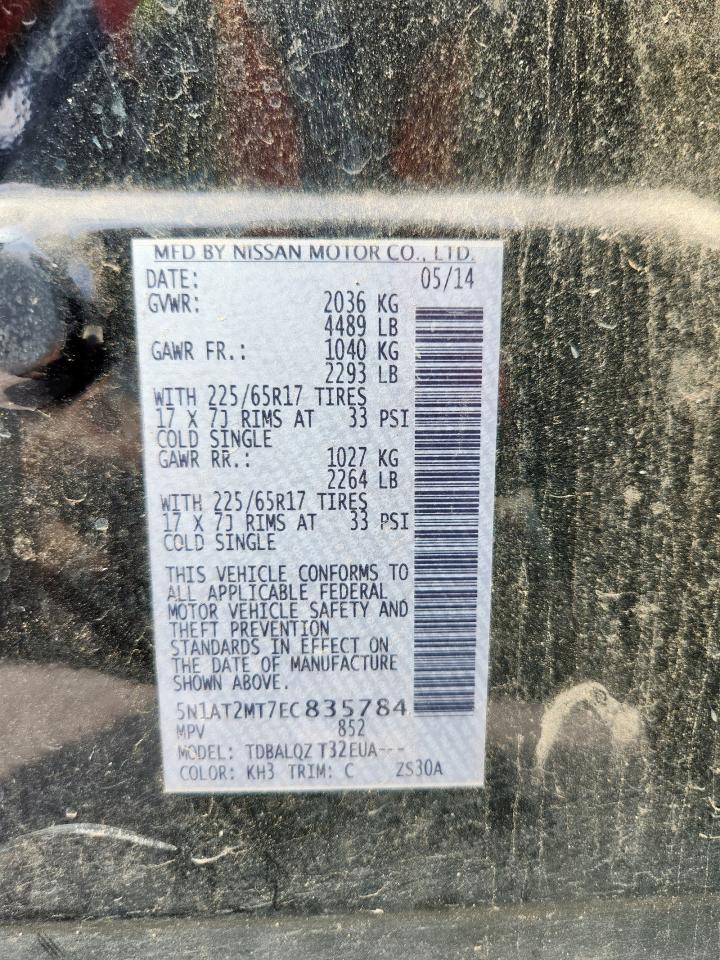 MFD BY NISSAN MOTOR CO., LTD.
DATE: 05/14
GVWR: 2036 KG
4489 LB
GAWR FR.: 1040 KG
2293 LB
WITH 225/65R17 TIRES
17 X 7J RIMS AT 33 PSI
COLD SINGLE
GAWR RR.: 1027 KG
2264 LB
WITH 225/65R17 TIRES
17 X 7J RIMS AT 33 PSI
COLD SINGLE
THIS VEHICLE CONFORMS TO
ALL APPLICABLE FEDERAL
MOTOR VEHICLE SAFETY AND
THEFT PREVENTION
STANDARDS IN EFFECT ON
THE DATE OF MANUFACTURE
SHOWN ABOVE.
5N1AT2MT7EC835784
MPV 852
MODEL: TDBALQZ T32EUA---
COLOR: KH3 TRIM: C ZS30A